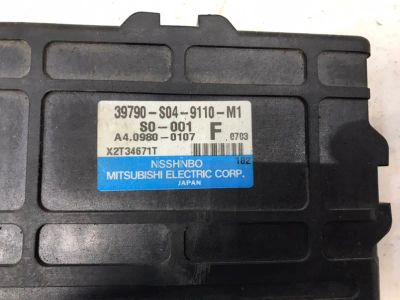 39790-S04-9110-M1
S0-001 F
A4.0980-0107 .0703
X2T34671T
182
NISSHINBO
MITSUBISHI ELECTRIC CORP.
JAPAN